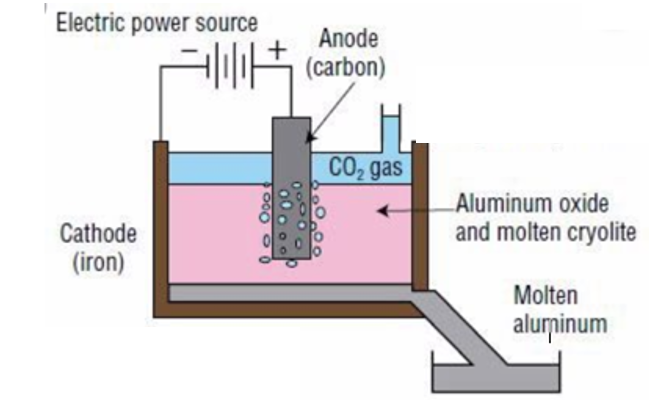 Electric power source
− +
Anode
(carbon)
CO₂ gas
Aluminum oxide
and molten cryolite
Cathode
(iron)
Molten
aluminum